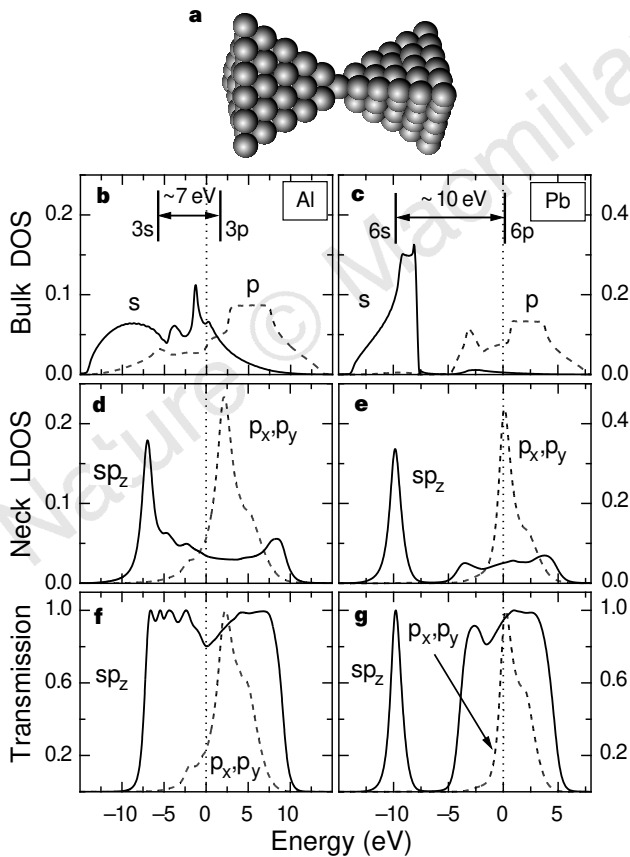 a
b
~7 eV
Al
3s
3p
s
p
c
~10 eV
Pb
6s
6p
s
p
0.2
0.1
0.0
Bulk DOS
0.2
0.1
0.0
d
sp_z
p_x,p_y
e
sp_z
p_x,p_y
0.2
0.1
0.0
Neck LDOS
0.4
0.2
0.0
f
sp_z
p_x,p_y
g
sp_z
p_x,p_y
1.0
0.6
0.2
Transmission
1.0
0.6
0.2
−10 −5 0 5 10
−10 −5 0 5
Energy (eV)
Nature © Macmilla